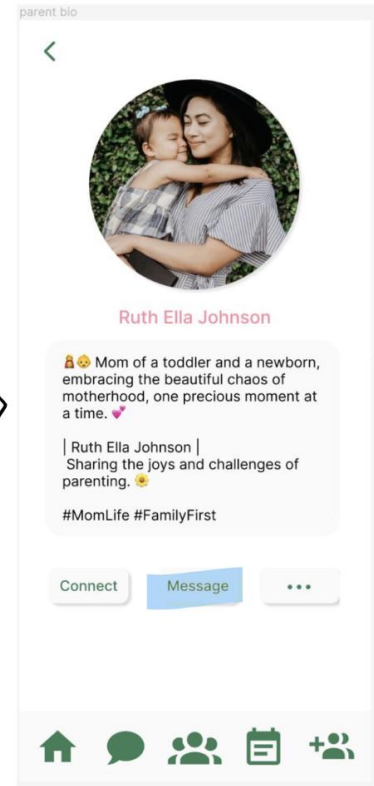 parent bio
Ruth Ella Johnson
👩‍👧👶 Mom of a toddler and a newborn,
embracing the beautiful chaos of
motherhood, one precious moment at
a time. 💕
| Ruth Ella Johnson |
Sharing the joys and challenges of
parenting. 🌼
#MomLife #FamilyFirst
Connect
Message
•••